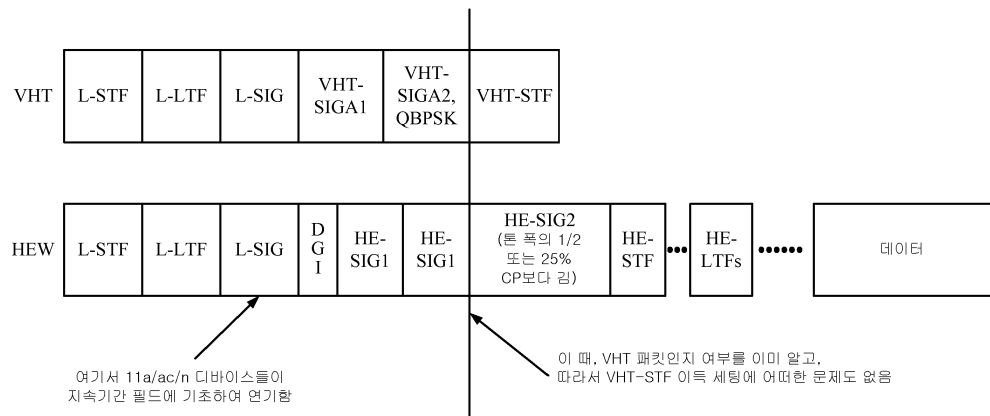 VHT
L-STF
L-LTF
L-SIG
VHT-
SIGA1
VHT-
SIGA2,
QBPSK
VHT-STF
HEW
L-STF
L-LTF
L-SIG
D
G
I
HE-
SIG1
HE-
SIG1
HE-SIG2
(톤 폭의 1/2
또는 25%
CP보다 김)
HE-
STF
HE-
LTFs
데이터
여기서 11a/ac/n 디바이스들이
지속기간 필드에 기초하여 연기함
이 때, VHT 패킷인지 여부를 이미 알고,
따라서 VHT-STF 이득 세팅에 어떠한 문제도 없음